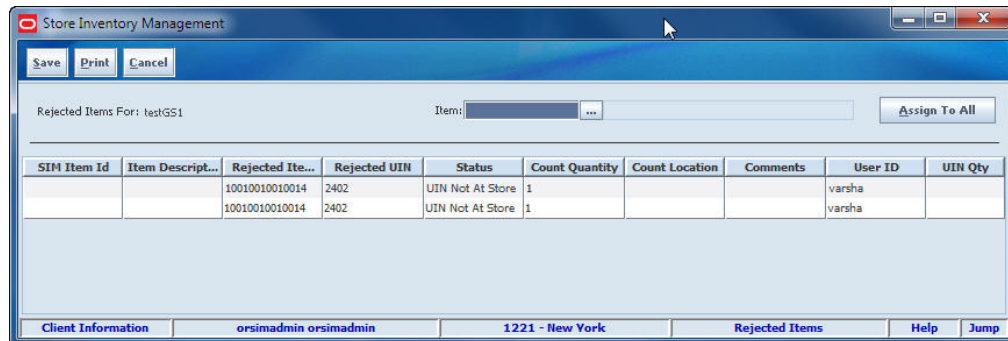 Store Inventory Management
Save Print Cancel
Rejected Items For: testGS1 Item: ... Assign To All
SIM Item Id Item Descript... Rejected Ite... Rejected UIN Status Count Quantity Count Location Comments User ID UIN Qty
10010010010014 2402 UIN Not At Store 1 varsha
10010010010014 2402 UIN Not At Store 1 varsha
Client Information orsimadmin orsimadmin 1221 - New York Rejected Items Help Jump